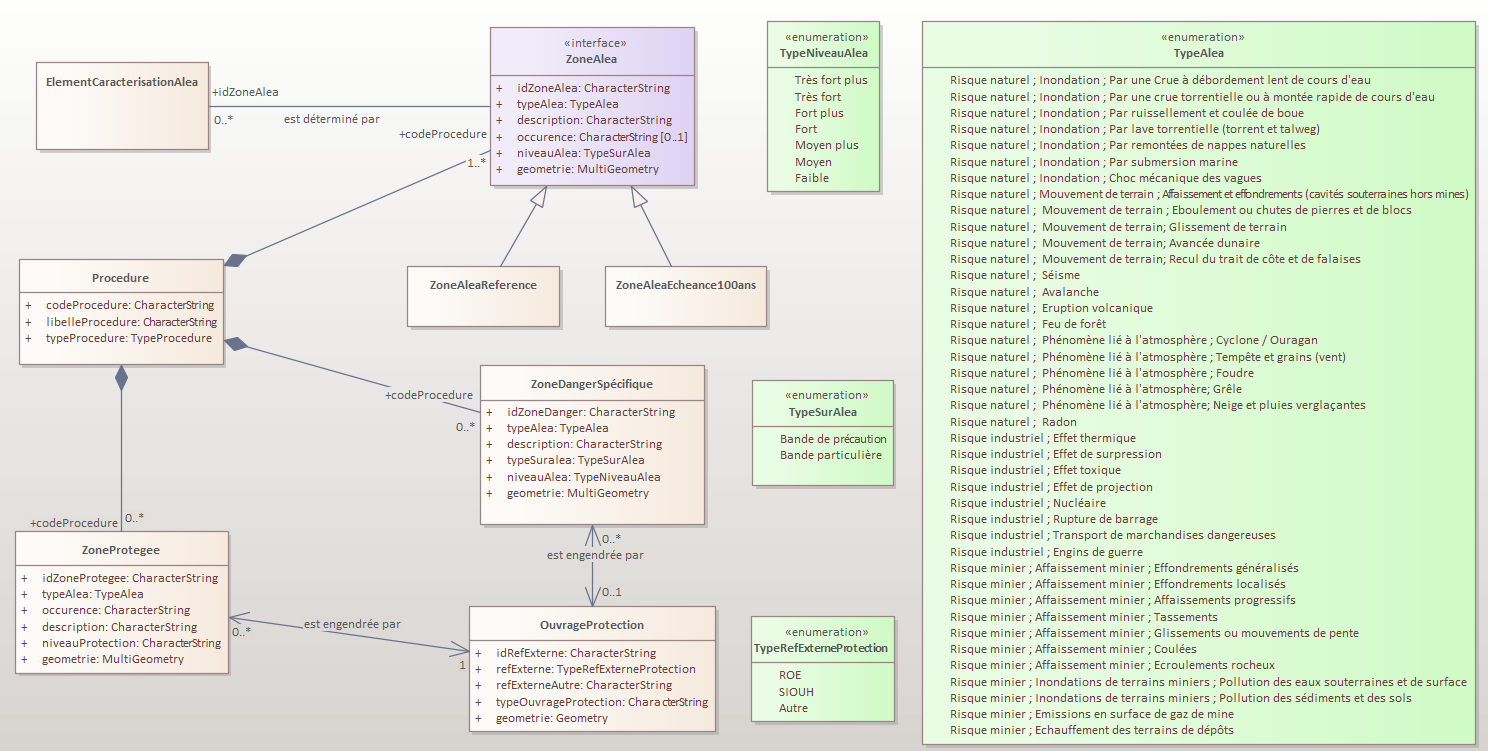 ElementCaracterisationAlea
+idZoneAlea
0..*
est déterminé par
«interface»
ZoneAlea
+ idZoneAlea: CharacterString
+ typeAlea: TypeAlea
+ description: CharacterString
+ occurence: CharacterString [0..1]
+ niveauAlea: TypeSurAlea
+ geometrie: MultiGeometry
+codeProcedure
1..*
Procedure
+ codeProcedure: CharacterString
+ libelleProcedure: CharacterString
+ typeProcedure: TypeProcedure
ZoneAleaReference
ZoneAleaEcheance100ans
+codeProcedure
0..*
ZoneDangerSpécifique
+ idZoneDanger: CharacterString
+ typeAlea: TypeAlea
+ description: CharacterString
+ typeSuralea: TypeSurAlea
+ niveauAlea: TypeNiveauAlea
+ geometrie: MultiGeometry
+codeProcedure
0..*
ZoneProtegee
+ idZoneProtegee: CharacterString
+ typeAlea: TypeAlea
+ occurence: CharacterString
+ description: CharacterString
+ niveauProtection: CharacterString
+ geometrie: MultiGeometry
0..*
est engendrée par
0..1
0..*
est engendrée par
1
OuvrageProtection
+ idRefExterne: CharacterString
+ refExterne: TypeRefExterneProtection
+ refExterneAutre: CharacterString
+ typeOuvrageProtection: CharacterString
+ geometrie: Geometry
«enumeration»
TypeNiveauAlea
Très fort plus
Très fort
Fort plus
Fort
Moyen plus
Moyen
Faible
«enumeration»
TypeSurAlea
Bande de précaution
Bande particulière
«enumeration»
TypeRefExterneProtection
ROE
SIOUH
Autre
«enumeration»
TypeAlea
Risque naturel ; Inondation ; Par une Crue à débordement lent de cours d'eau
Risque naturel ; Inondation ; Par une crue torrentielle ou à montée rapide de cours d'eau
Risque naturel ; Inondation ; Par ruissellement et coulée de boue
Risque naturel ; Inondation ; Par lave torrentielle (torrent et talweg)
Risque naturel ; Inondation ; Par remontées de nappes naturelles
Risque naturel ; Inondation ; Par submersion marine
Risque naturel ; Inondation ; Choc mécanique des vagues
Risque naturel ; Mouvement de terrain ; Affaissement et effondrements (cavités souterraines hors mines)
Risque naturel ; Mouvement de terrain ; Eboulement ou chutes de pierres et de blocs
Risque naturel ; Mouvement de terrain; Glissement de terrain
Risque naturel ; Mouvement de terrain; Avancée dunaire
Risque naturel ; Mouvement de terrain; Recul du trait de côte et de falaises
Risque naturel ; Séisme
Risque naturel ; Avalanche
Risque naturel ; Eruption volcanique
Risque naturel ; Feu de forêt
Risque naturel ; Phénomène lié à l'atmosphère ; Cyclone / Ouragan
Risque naturel ; Phénomène lié à l'atmosphère ; Tempête et grains (vent)
Risque naturel ; Phénomène lié à l'atmosphère ; Foudre
Risque naturel ; Phénomène lié à l'atmosphère; Grêle
Risque naturel ; Phénomène lié à l'atmosphère; Neige et pluies verglaçantes
Risque naturel ; Radon
Risque industriel ; Effet thermique
Risque industriel ; Effet de surpression
Risque industriel ; Effet toxique
Risque industriel ; Effet de projection
Risque industriel ; Nucléaire
Risque industriel ; Rupture de barrage
Risque industriel ; Transport de marchandises dangereuses
Risque industriel ; Engins de guerre
Risque minier ; Affaissement minier ; Effondrements généralisés
Risque minier ; Affaissement minier ; Effondrements localisés
Risque minier ; Affaissement minier ; Affaissements progressifs
Risque minier ; Affaissement minier ; Tassements
Risque minier ; Affaissement minier ; Glissements ou mouvements de pente
Risque minier ; Affaissement minier ; Coulées
Risque minier ; Affaissement minier ; Ecroulements rocheux
Risque minier ; Inondations de terrains miniers ; Pollution des eaux souterraines et de surface
Risque minier ; Inondations de terrains miniers ; Pollution des sédiments et des sols
Risque minier ; Emissions en surface de gaz de mine
Risque minier ; Echauffement des terrains de dépôts